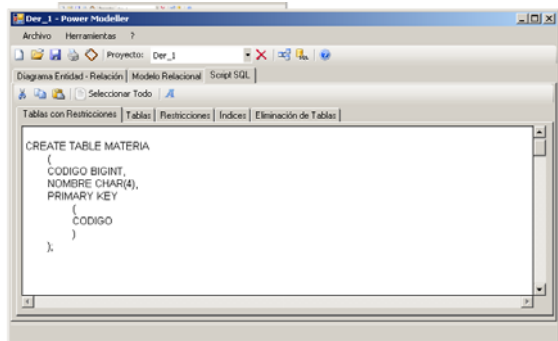 Der_1 - Power Modeller
Archivo Herramientas ?
Proyecto: Der_1
Diagrama Entidad - Relación Modelo Relacional Script SQL
Seleccionar Todo A
Tablas con Restricciones Tablas Restricciones Indices Eliminación de Tablas
CREATE TABLE MATERIA
(
CODIGO BIGINT,
NOMBRE CHAR(4),
PRIMARY KEY
(
CODIGO
)
);